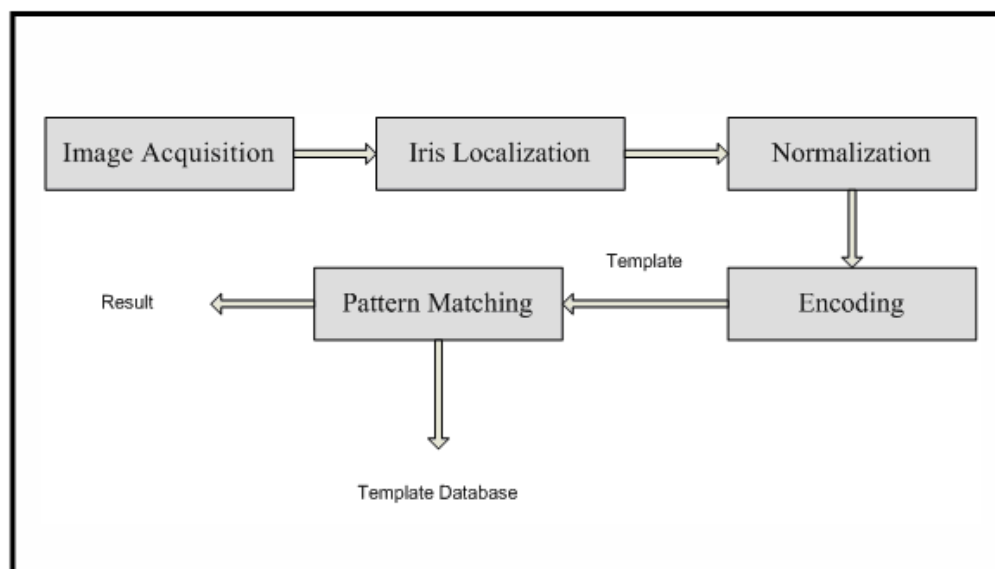 Image Acquisition
Iris Localization
Normalization
Template
Result
Pattern Matching
Encoding
Template Database